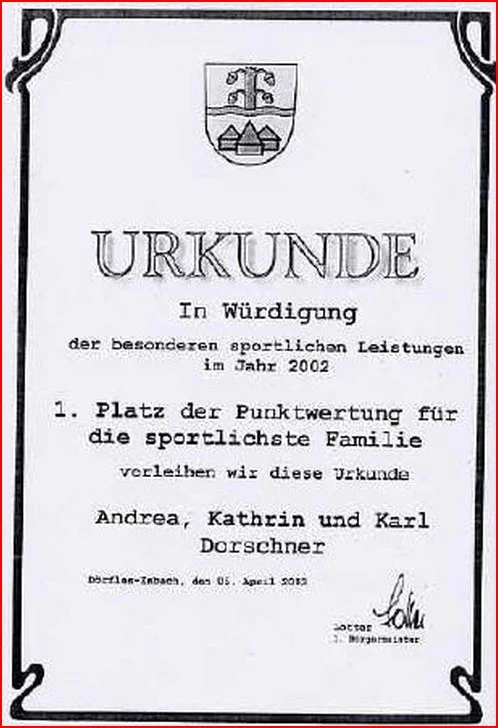 URKUNDE
In Würdigung
der besonderen sportlichen Leistungen
im Jahr 2002
1. Platz der Punktwertung für
die sportlichste Familie
verleihen wir diese Urkunde
Andrea, Kathrin und Karl
Dorschner
Dörfles-Esbach, den 05. April 2003
1. Bürgermeister